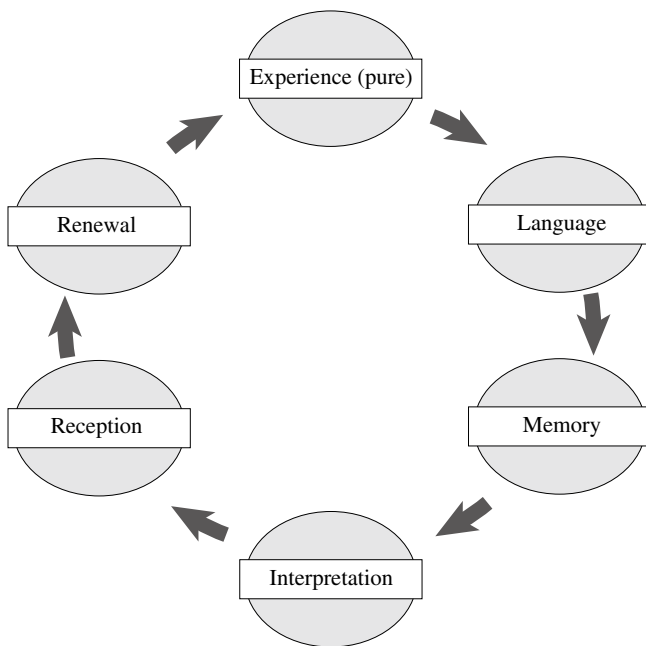 Experience (pure)
Language
Memory
Interpretation
Reception
Renewal